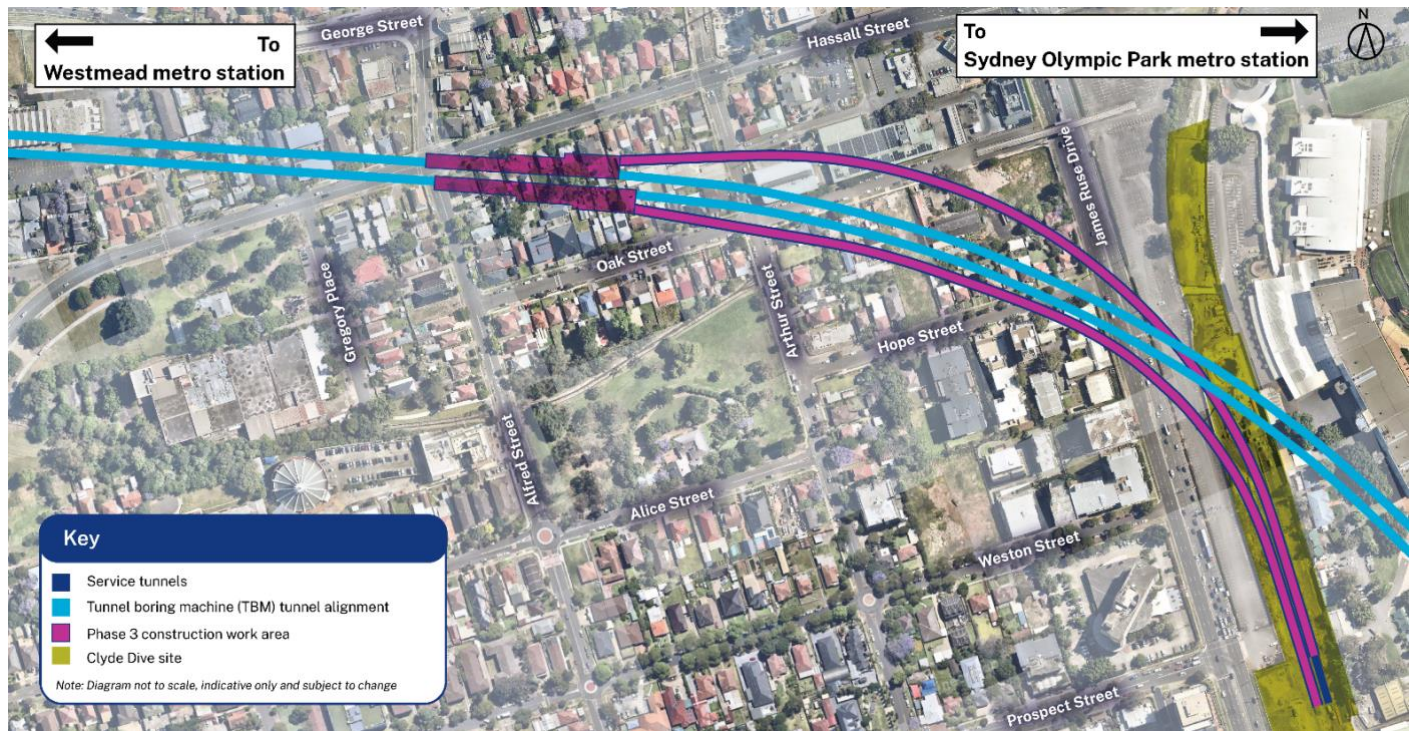 George Street
Hassall Street
To
Westmead metro station
To
Sydney Olympic Park metro station
N
James Ruse Drive
Gregory Place
Oak Street
Arthur Street
Hope Street
Alfred Street
Alice Street
Weston Street
Prospect Street
Key
Service tunnels
Tunnel boring machine (TBM) tunnel alignment
Phase 3 construction work area
Clyde Dive site
Note: Diagram not to scale, indicative only and subject to change